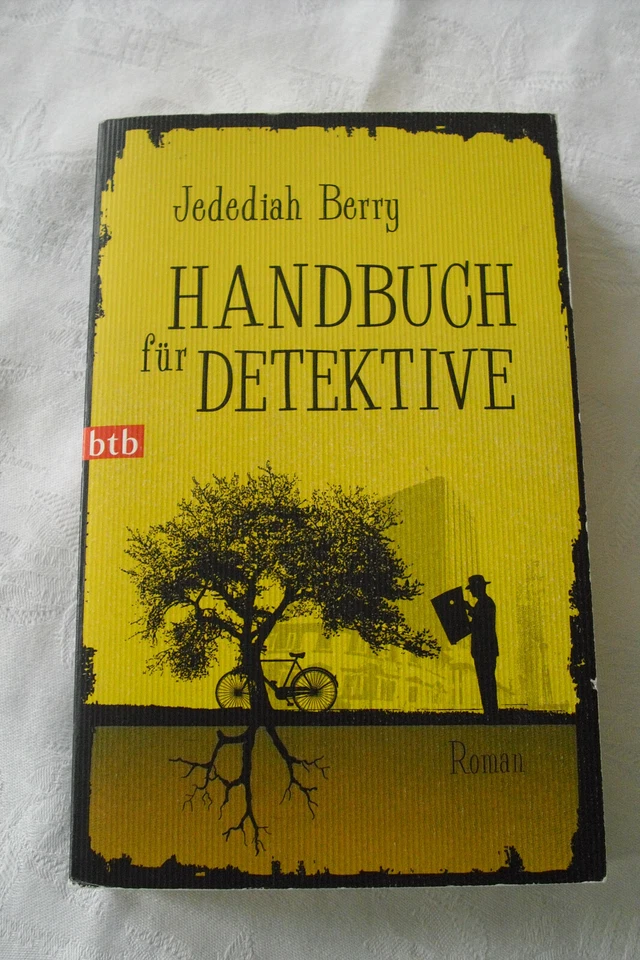 Jedediah Berry
HANDBUCH
für DETEKTIVE
btb
Roman